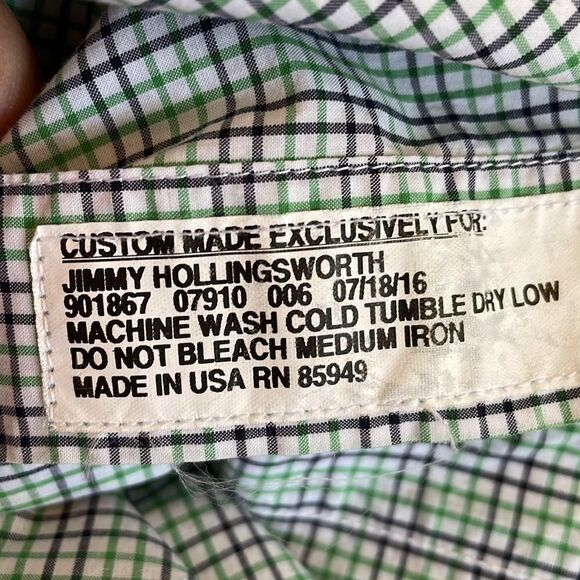 CUSTOM MADE EXCLUSIVELY FOR:
JIMMY HOLLINGSWORTH
901867 07910 006 07/18/16
MACHINE WASH COLD TUMBLE DRY LOW
DO NOT BLEACH MEDIUM IRON
MADE IN USA RN 85949